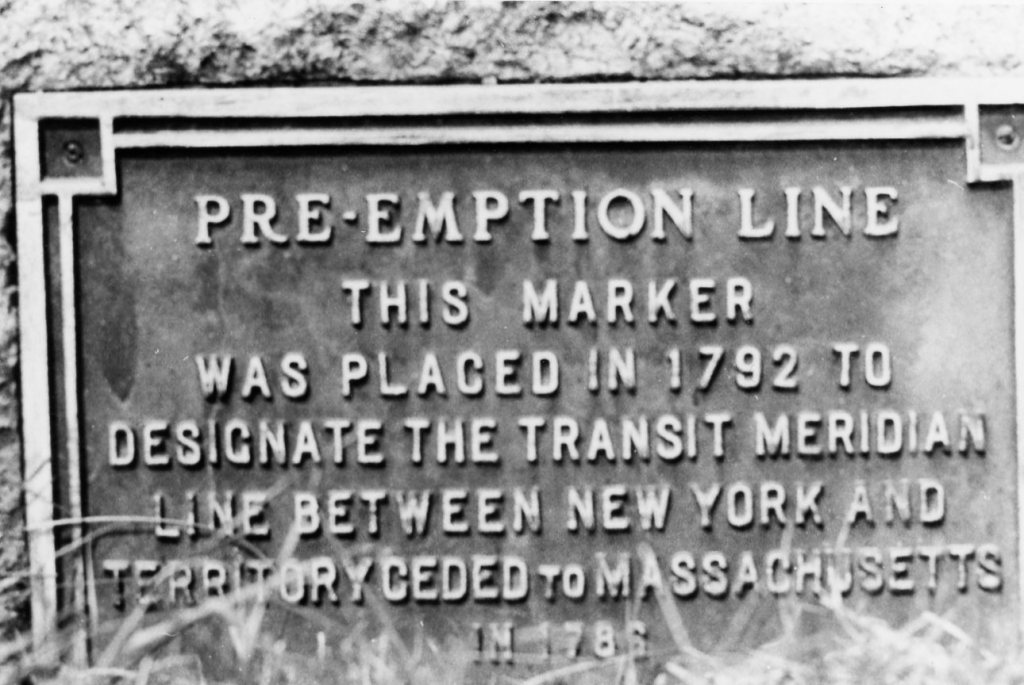 PRE-EMPTION LINE
THIS MARKER
WAS PLACED IN 1792 TO
DESIGNATE THE TRANSIT MERIDIAN
LINE BETWEEN NEW YORK AND
TERRITORY CEDED TO MASSACHUSETTS
IN 1786